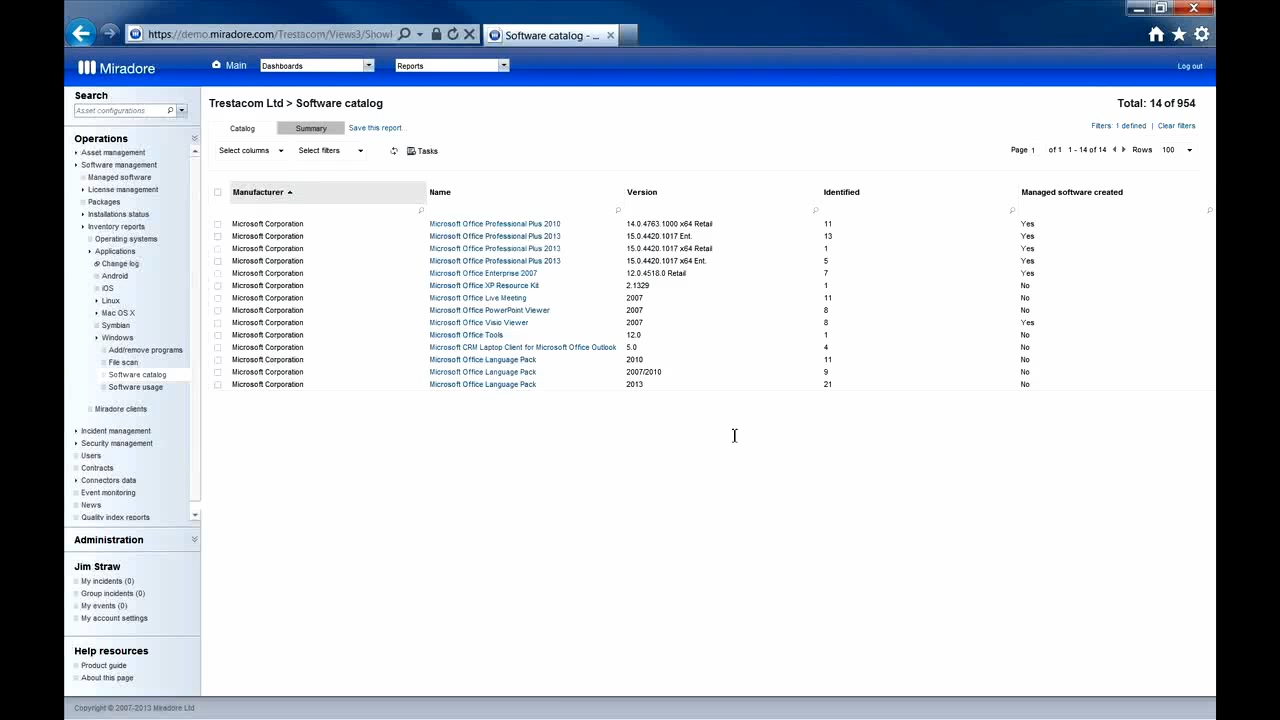 https://demo.miradore.com/Trestacom/Views3/Showl
Software catalog - ...
Miradore
Main
Dashboards
Reports
Log out
Search
Asset configurations
Operations
Asset management
Software management
Managed software
License management
Packages
Installations status
Inventory reports
Operating systems
Applications
Change log
Android
iOS
Linux
Mac OS X
Symbian
Windows
Add/remove programs
File scan
Software catalog
Software usage
Miradore clients
Incident management
Security management
Users
Contracts
Connectors data
Event monitoring
News
Quality index reports
Administration
Jim Straw
My incidents (0)
Group incidents (0)
My events (0)
My account settings
Help resources
Product guide
About this page
Trestacom Ltd > Software catalog
Total: 14 of 954
Catalog Summary Save this report...
Filters: 1 defined | Clear filters
Select columns Select filters Tasks
Page 1 of 1 1 - 14 of 14 Rows 100
Manufacturer Name Version Identified Managed software created
Microsoft Corporation Microsoft Office Professional Plus 2010 14.0.4763.1000 x64 Retail 11 Yes
Microsoft Corporation Microsoft Office Professional Plus 2013 15.0.4420.1017 Ent. 13 Yes
Microsoft Corporation Microsoft Office Professional Plus 2013 15.0.4420.1017 x64 Retail 1 Yes
Microsoft Corporation Microsoft Office Professional Plus 2013 15.0.4420.1017 x64 Ent. 5 Yes
Microsoft Corporation Microsoft Office Enterprise 2007 12.0.4518.0 Retail 7 Yes
Microsoft Corporation Microsoft Office XP Resource Kit 2.1329 1 No
Microsoft Corporation Microsoft Office Live Meeting 2007 11 No
Microsoft Corporation Microsoft Office PowerPoint Viewer 2007 8 No
Microsoft Corporation Microsoft Office Visio Viewer 2007 8 Yes
Microsoft Corporation Microsoft Office Tools 12.0 1 No
Microsoft Corporation Microsoft CRM Laptop Client for Microsoft Office Outlook 5.0 4 No
Microsoft Corporation Microsoft Office Language Pack 2010 11 No
Microsoft Corporation Microsoft Office Language Pack 2007/2010 9 No
Microsoft Corporation Microsoft Office Language Pack 2013 21 No
Copyright © 2007-2013 Miradore Ltd